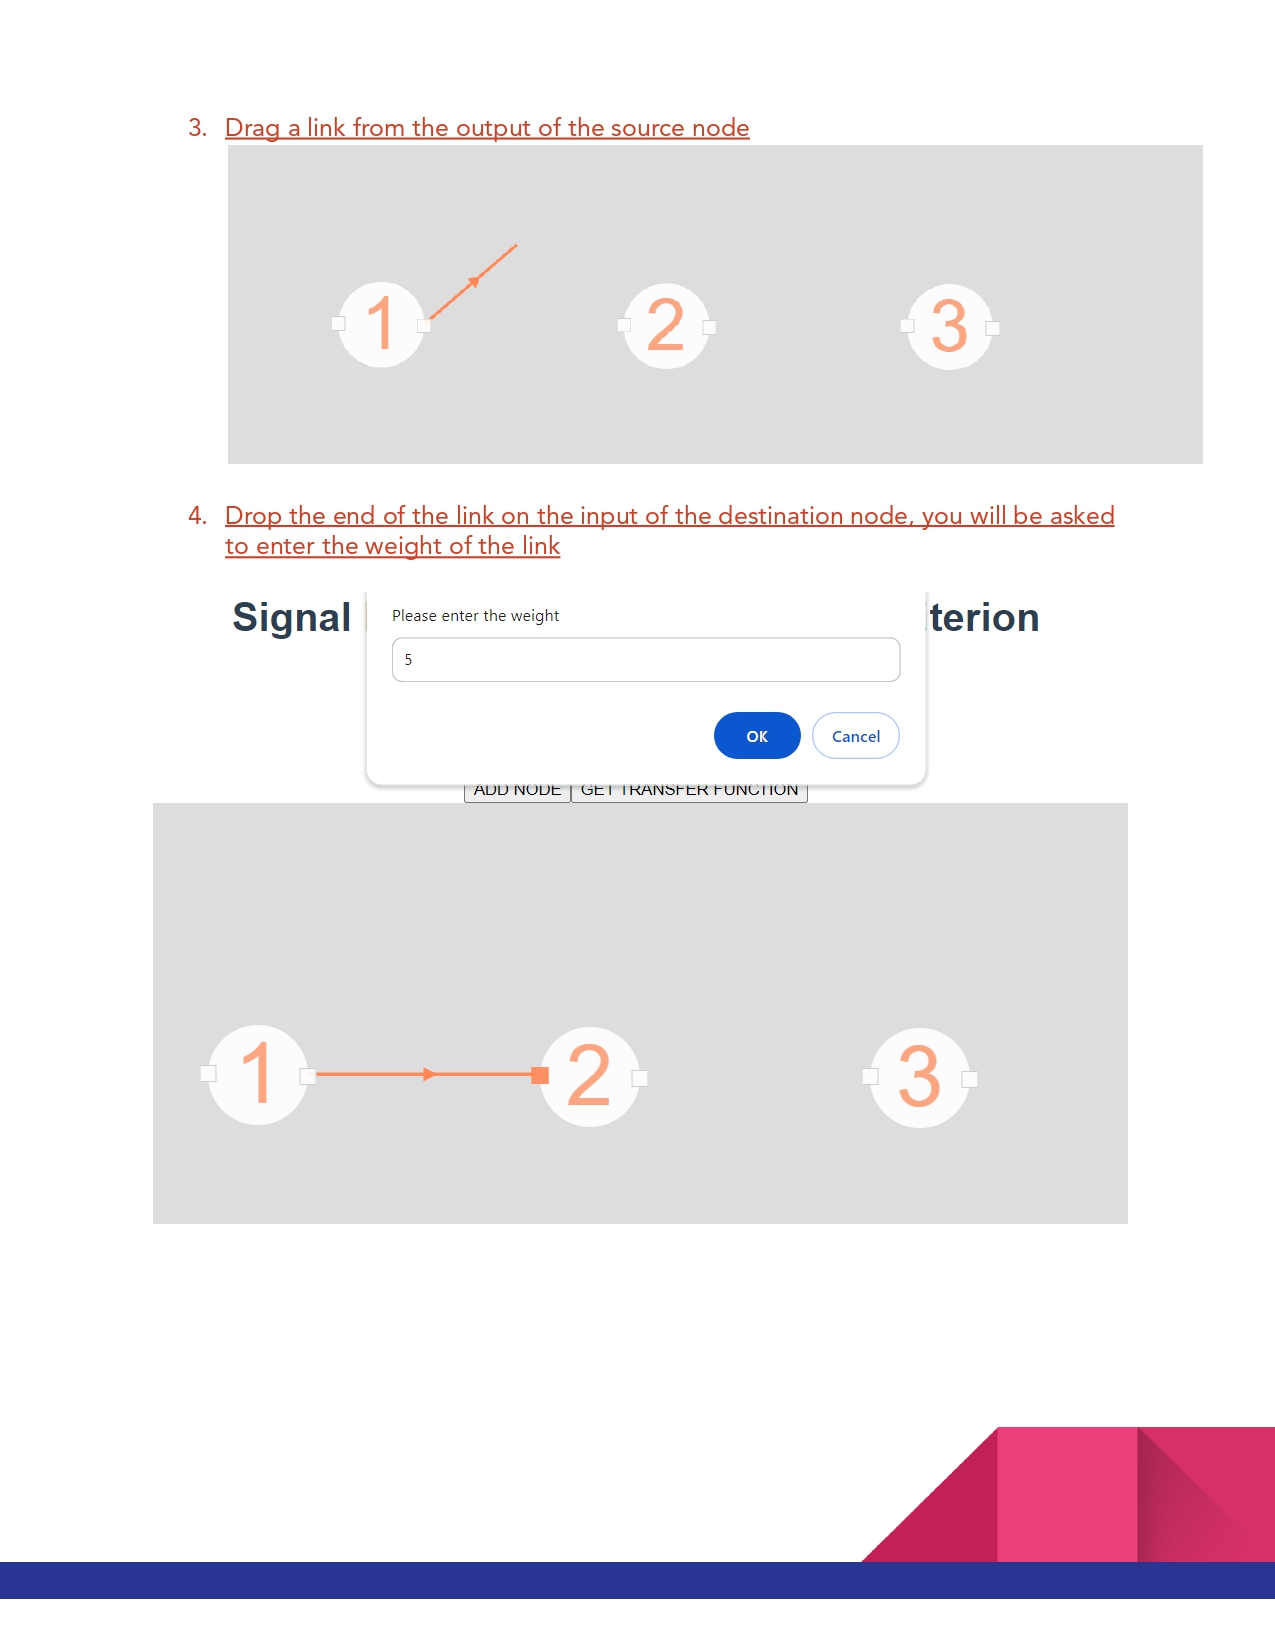 3. Drag a link from the output of the source node
1 2 3
4. Drop the end of the link on the input of the destination node, you will be asked
to enter the weight of the link
Signal terion
Please enter the weight
5
OK Cancel
ADD NODE GET TRANSFER FUNCTION
1 2 3